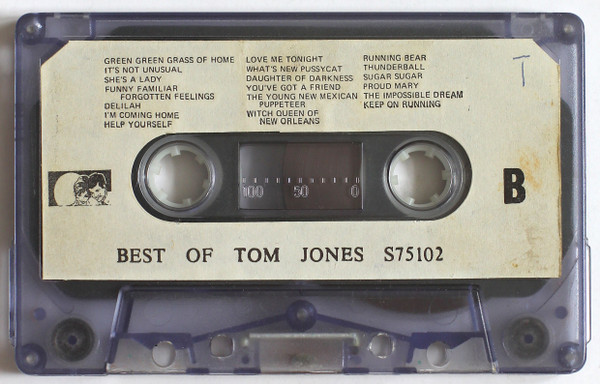 GREEN GREEN GRASS OF HOME
IT'S NOT UNUSUAL
SHE'S A LADY
FUNNY FAMILIAR
FORGOTTEN FEELINGS
DELILAH
I'M COMING HOME
HELP YOURSELF
LOVE ME TONIGHT
WHAT'S NEW PUSSYCAT
DAUGHTER OF DARKNESS
YOU'VE GOT A FRIEND
THE YOUNG NEW MEXICAN
PUPPETEER
WITCH QUEEN OF
NEW ORLEANS
RUNNING BEAR
THUNDERBALL
SUGAR SUGAR
PROUD MARY
THE IMPOSSIBLE DREAM
KEEP ON RUNNING
T
100 50 0
B
BEST OF TOM JONES S75102